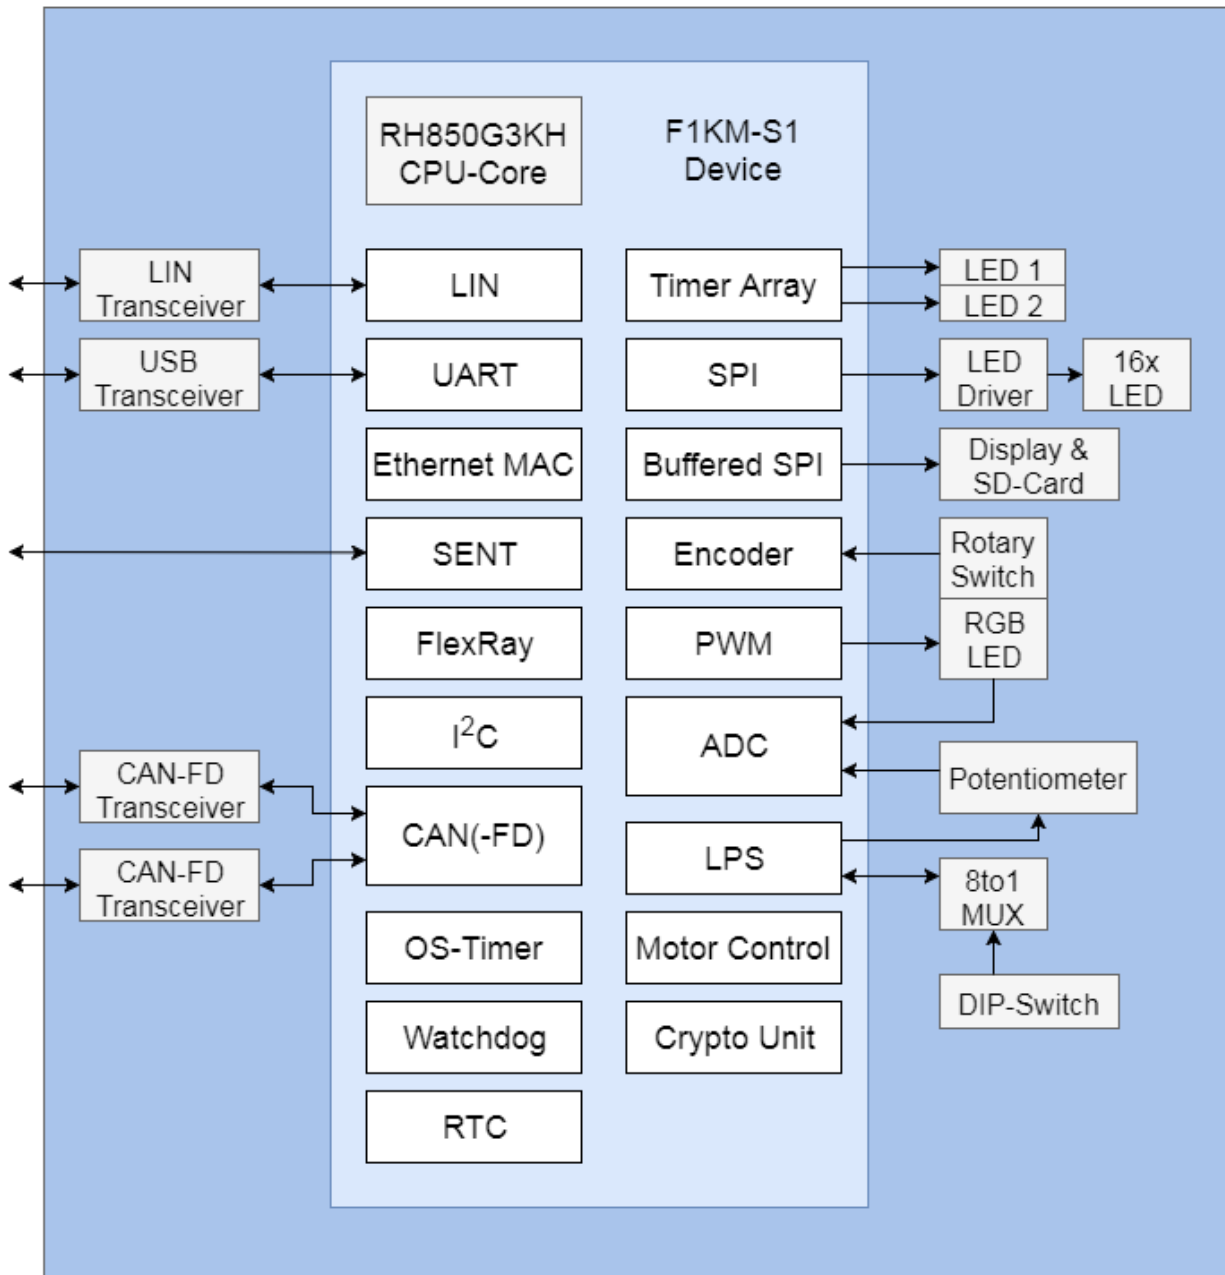 RH850G3KH
CPU-Core
F1KM-S1
Device
LIN
Transceiver
LIN
Timer Array
LED 1
LED 2
USB
Transceiver
UART
SPI
LED
Driver
16x
LED
Ethernet MAC
Buffered SPI
Display &
SD-Card
SENT
Encoder
Rotary
Switch
FlexRay
PWM
RGB
LED
I²C
ADC
CAN-FD
Transceiver
Potentiometer
CAN(-FD)
LPS
CAN-FD
Transceiver
8to1
MUX
OS-Timer
Motor Control
DIP-Switch
Watchdog
Crypto Unit
RTC